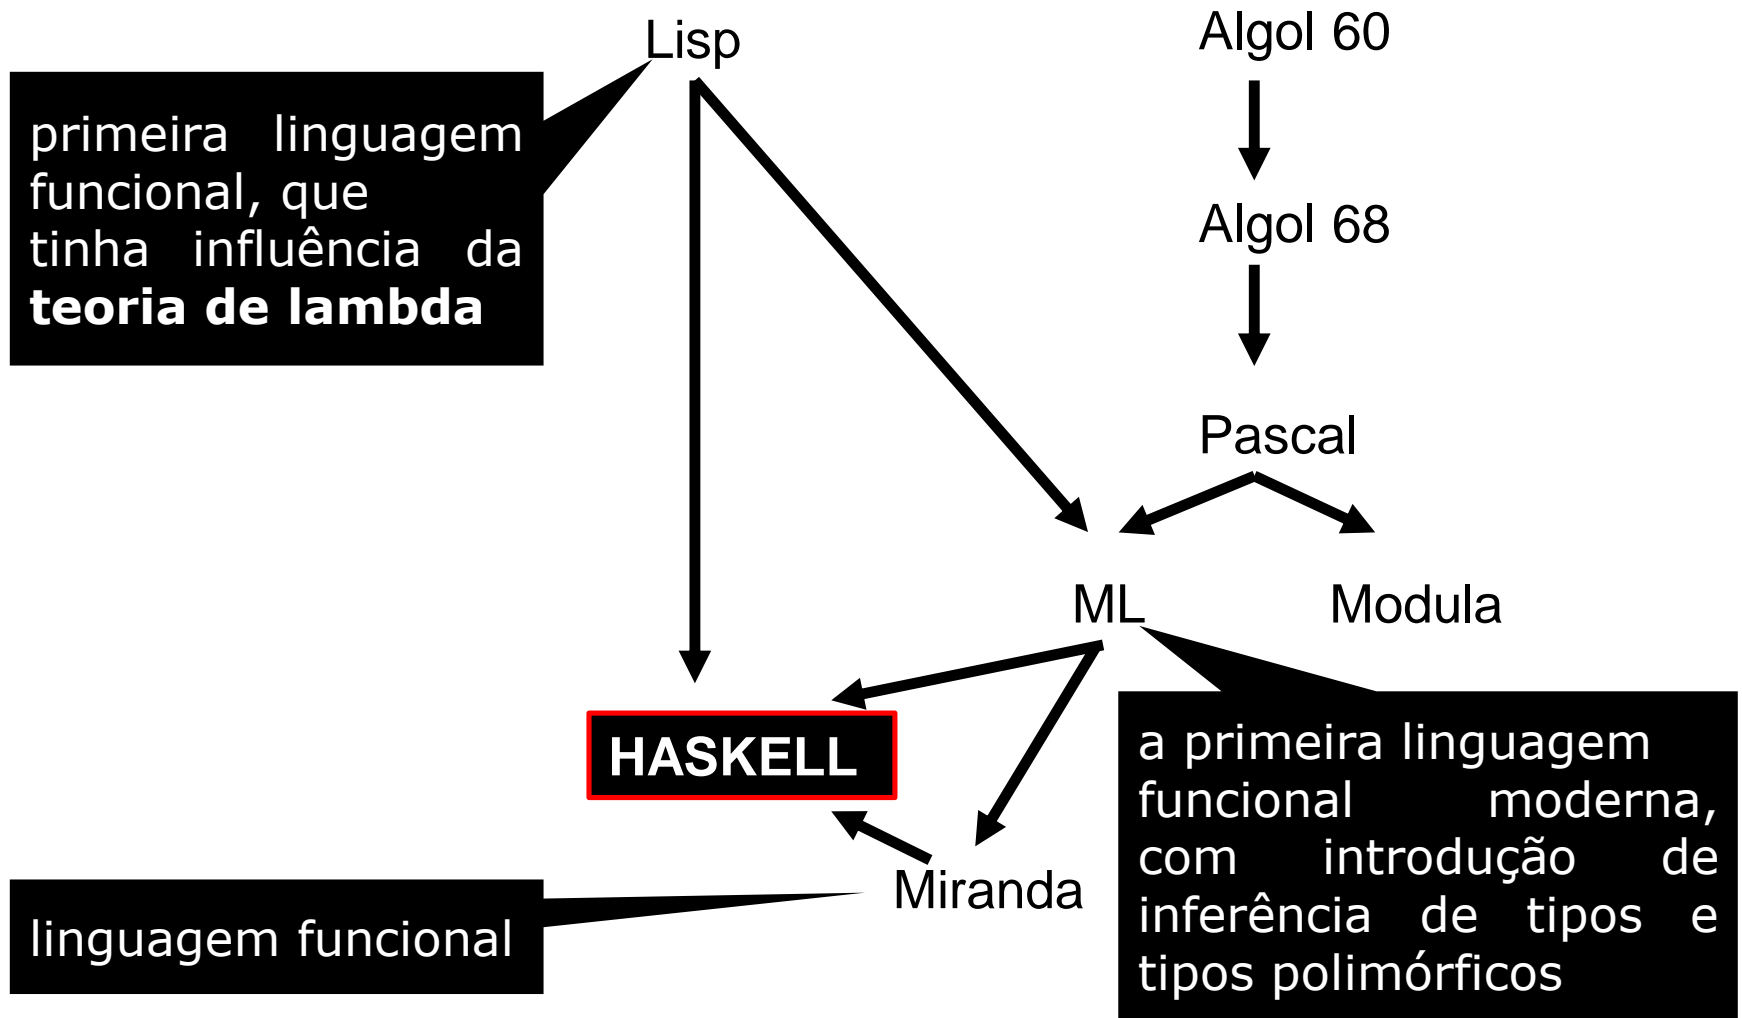 Lisp
Algol 60
primeira linguagem
funcional, que
tinha influência da
teoria de lambda
Algol 68
Pascal
ML
Modula
HASKELL
a primeira linguagem
funcional moderna,
com introdução de
inferência de tipos e
tipos polimórficos
Miranda
linguagem funcional